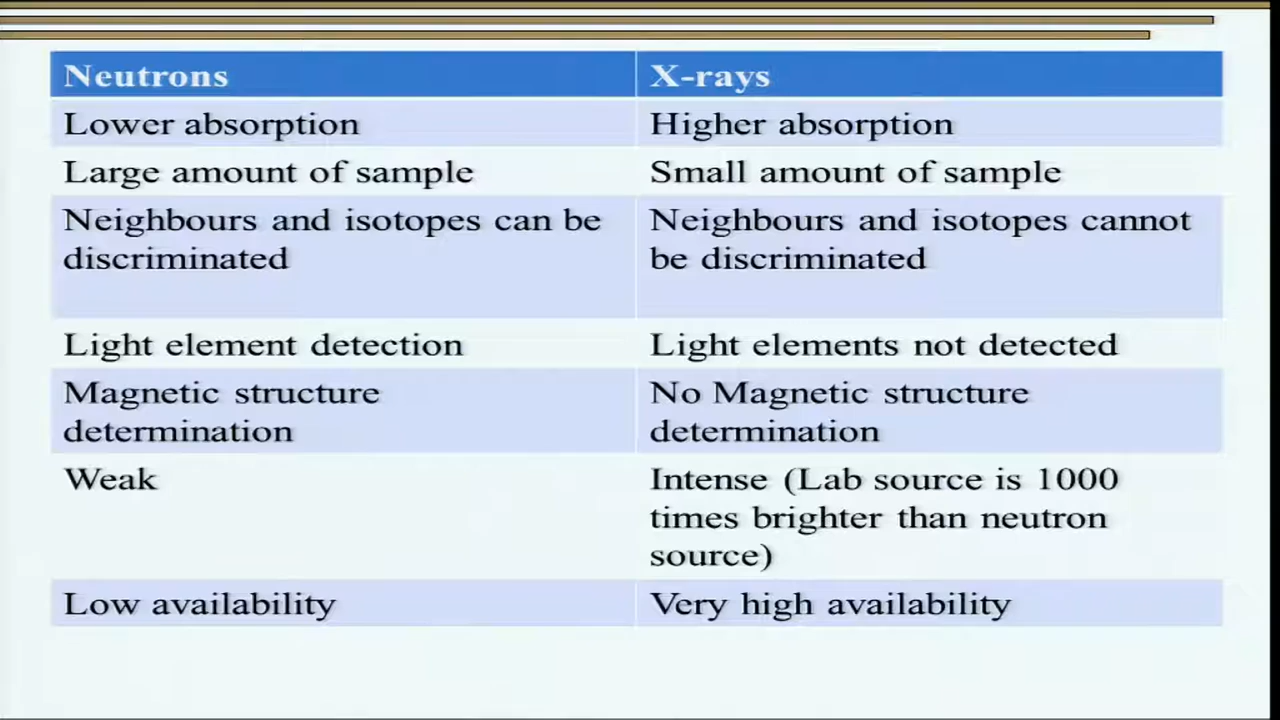 Neutrons
X-rays
Lower absorption
Higher absorption
Large amount of sample
Small amount of sample
Neighbours and isotopes can be
discriminated
Neighbours and isotopes cannot
be discriminated
Light element detection
Light elements not detected
Magnetic structure
determination
No Magnetic structure
determination
Weak
Intense (Lab source is 1000
times brighter than neutron
source)
Low availability
Very high availability